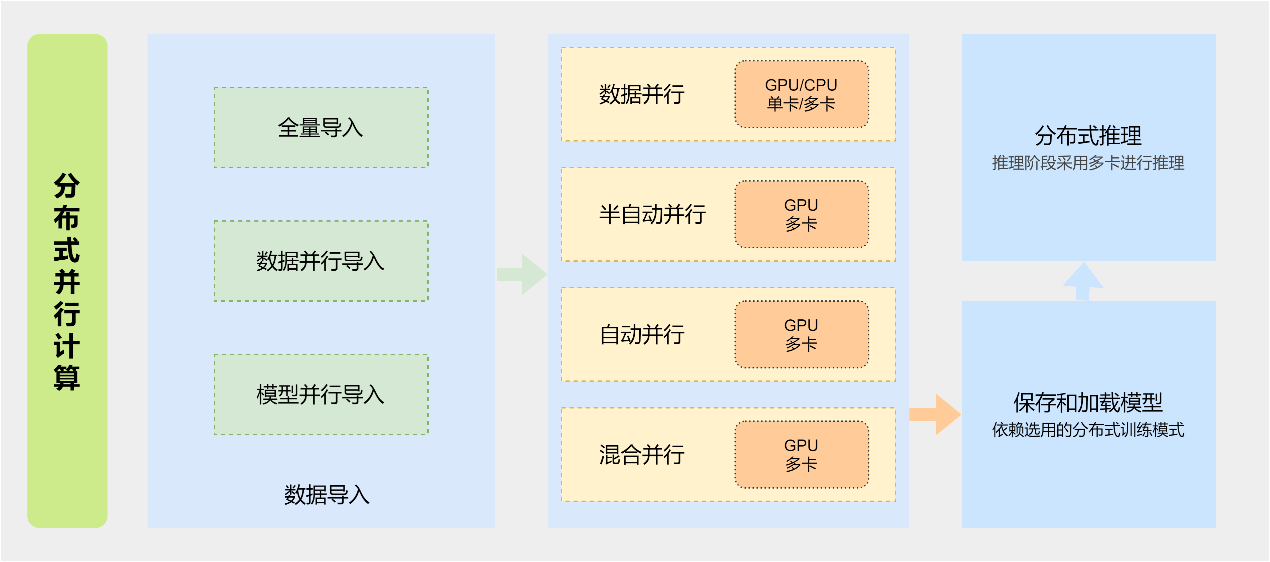 分布式并行计算
全量导入
数据并行导入
模型并行导入
数据导入
数据并行
GPU/CPU
单卡/多卡
半自动并行
GPU
多卡
自动并行
GPU
多卡
混合并行
GPU
多卡
分布式推理
推理阶段采用多卡进行推理
保存和加载模型
依赖选用的分布式训练模式